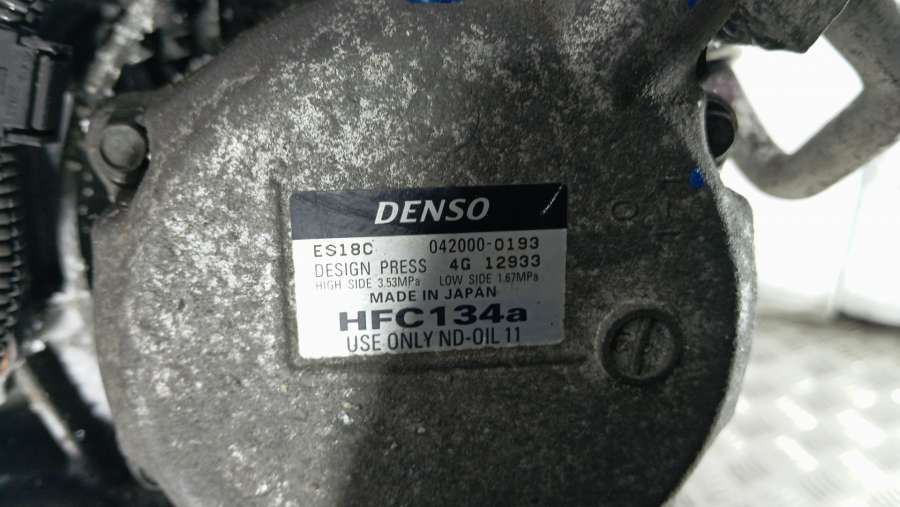 DENSO
ES18C 042000-0193
DESIGN PRESS 4G 12933
HIGH SIDE 3.53MPa LOW SIDE 1.67MPa
MADE IN JAPAN
HFC134a
USE ONLY ND-OIL 11